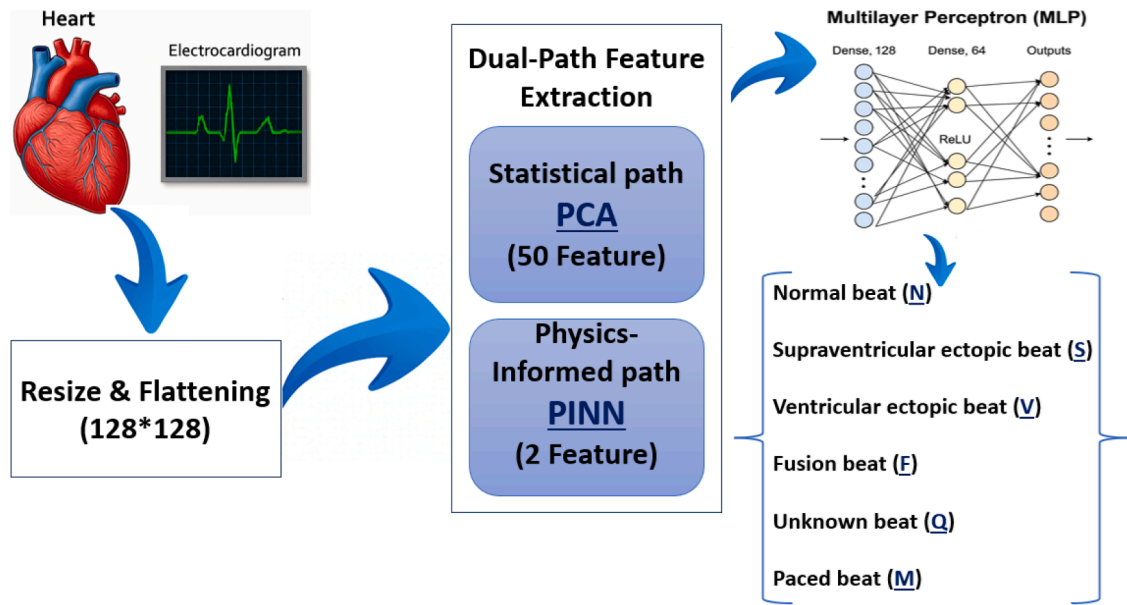 Heart
Electrocardiogram
Resize & Flattening
(128*128)
Dual-Path Feature
Extraction
Statistical path
PCA
(50 Feature)
Physics-
Informed path
PINN
(2 Feature)
Multilayer Perceptron (MLP)
Dense, 128
Dense, 64
Outputs
ReLU
Normal beat (N)
Supraventricular ectopic beat (S)
Ventricular ectopic beat (V)
Fusion beat (F)
Unknown beat (Q)
Paced beat (M)